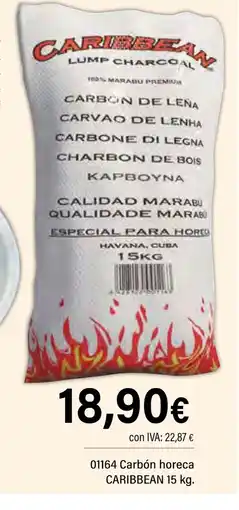 CARIBBEAN
LUMP CHARCOAL
100% MARABU PREMIUM
CARBON DE LEÑA
CARVAO DE LENHA
CARBONE DI LEGNA
CHARBON DE BOIS
KAPBOYNA
CALIDAD MARABÚ
QUALIDADE MARABÚ
ESPECIAL PARA HORECA
HAVANA, CUBA
15KG
18,90€
con IVA: 22,87 €
01164 Carbón horeca
CARIBBEAN 15 kg.